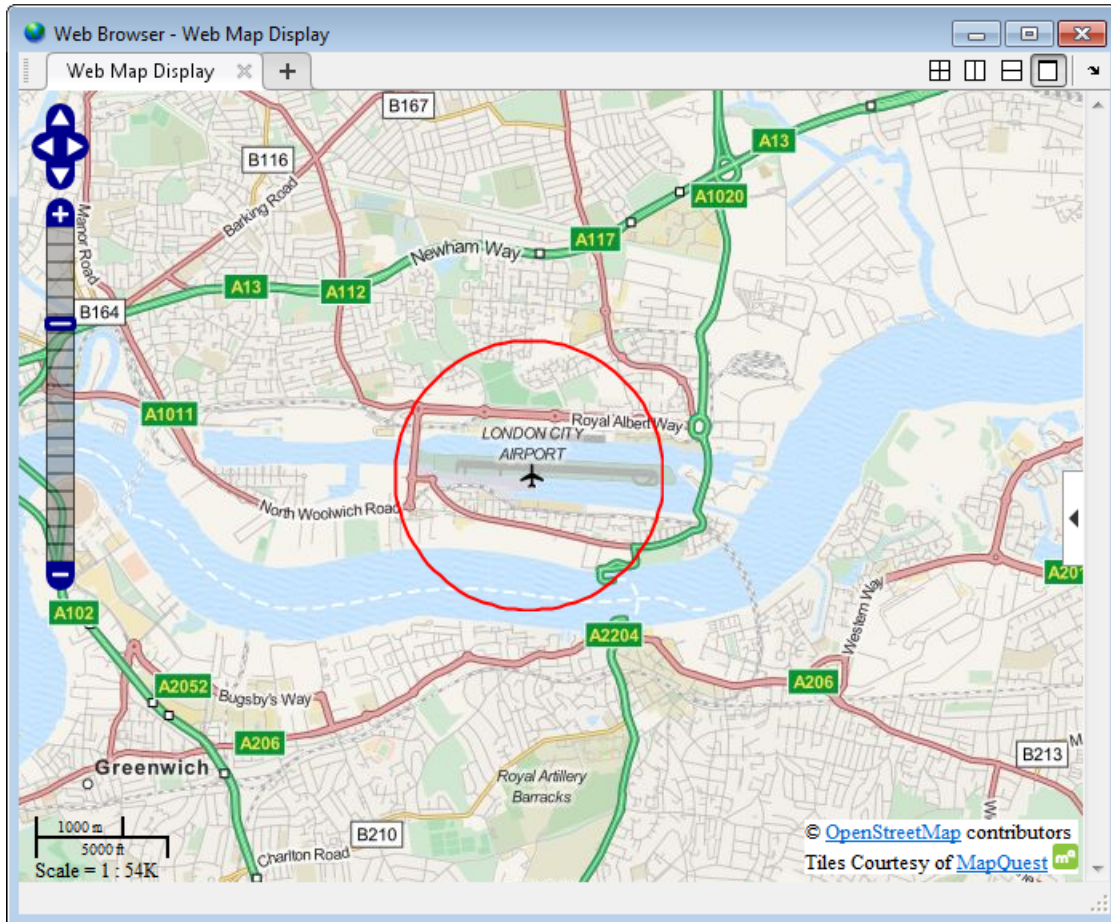 Web Browser - Web Map Display
Web Map Display
B167
A13
B116
A1020
Manor Road
Barking Road
A117
Newham Way
A13
A112
B164
A1011
Royal Albert Way
LONDON CITY
AIRPORT
North Woolwich Road
A201
A102
Western Way
A2204
A2052
Bugsby's Way
A206
A206
Greenwich
B213
M
Royal Artillery
Barracks
W
1000 m
5000 ft
Scale = 1 : 54K
B210
Charlton Road
© OpenStreetMap contributors
Tiles Courtesy of MapQuest